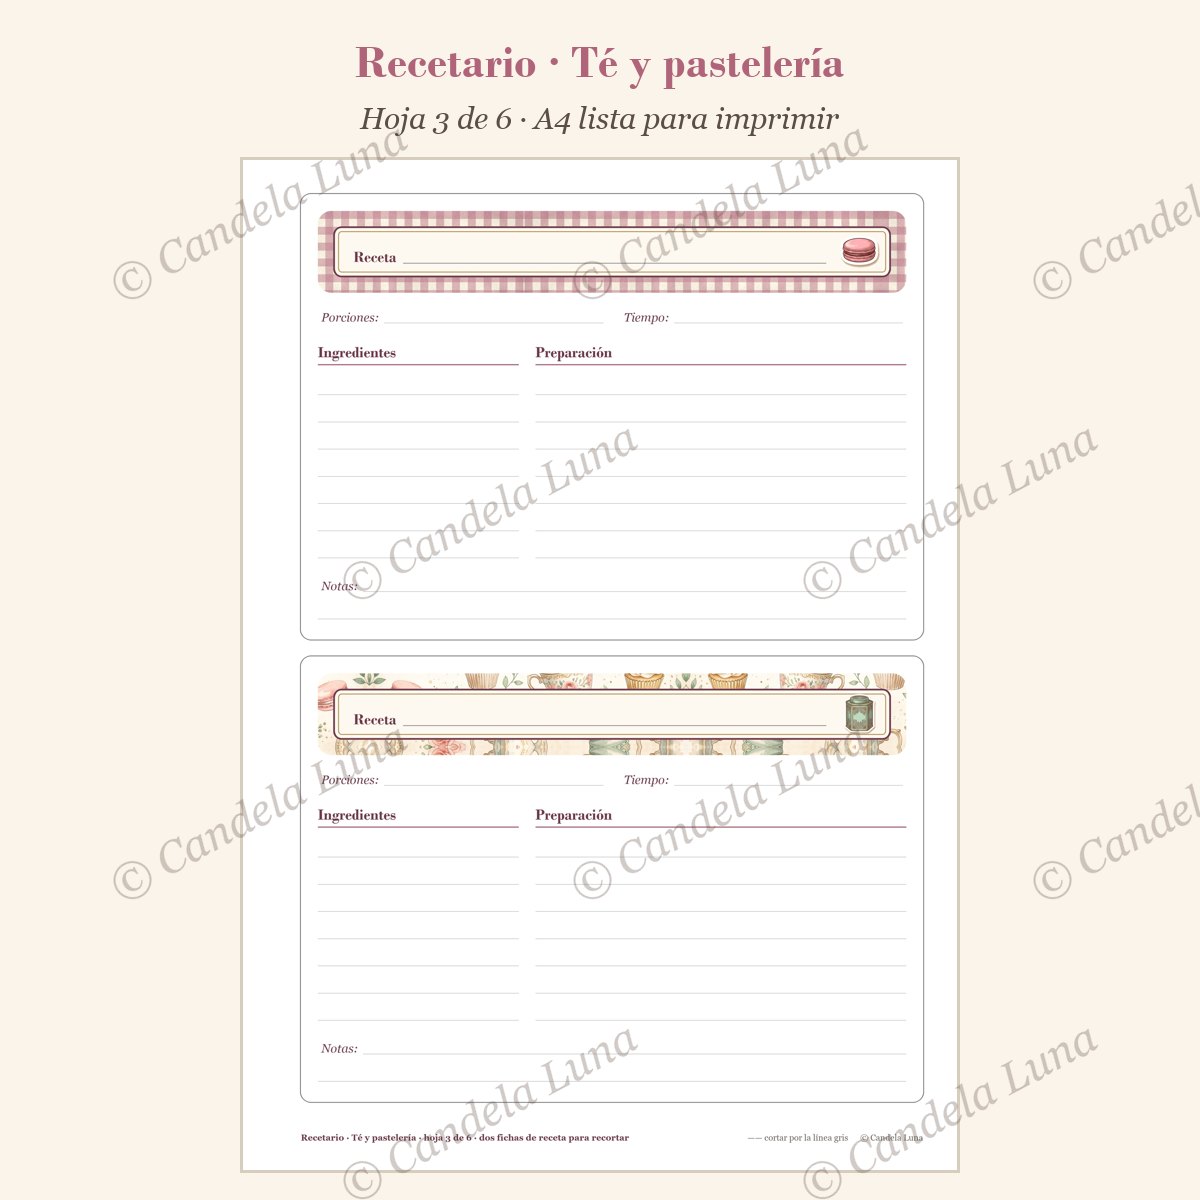 Recetario · Té y pastelería
Hoja 3 de 6 · A4 lista para imprimir
© Candela Luna
© Candela Luna
© Candela
Receta
Porciones: Tiempo:
Ingredientes Preparación
© Candela Luna
© Candela Luna
Notas:
Receta
© Candela Luna
© Candela Luna
© Candela
Porciones: Tiempo:
Ingredientes Preparación
Notas:
© Candela Luna
© Candela Luna
Recetario · Té y pastelería · hoja 3 de 6 · dos fichas de receta para recortar —— cortar por la línea gris © Candela Luna